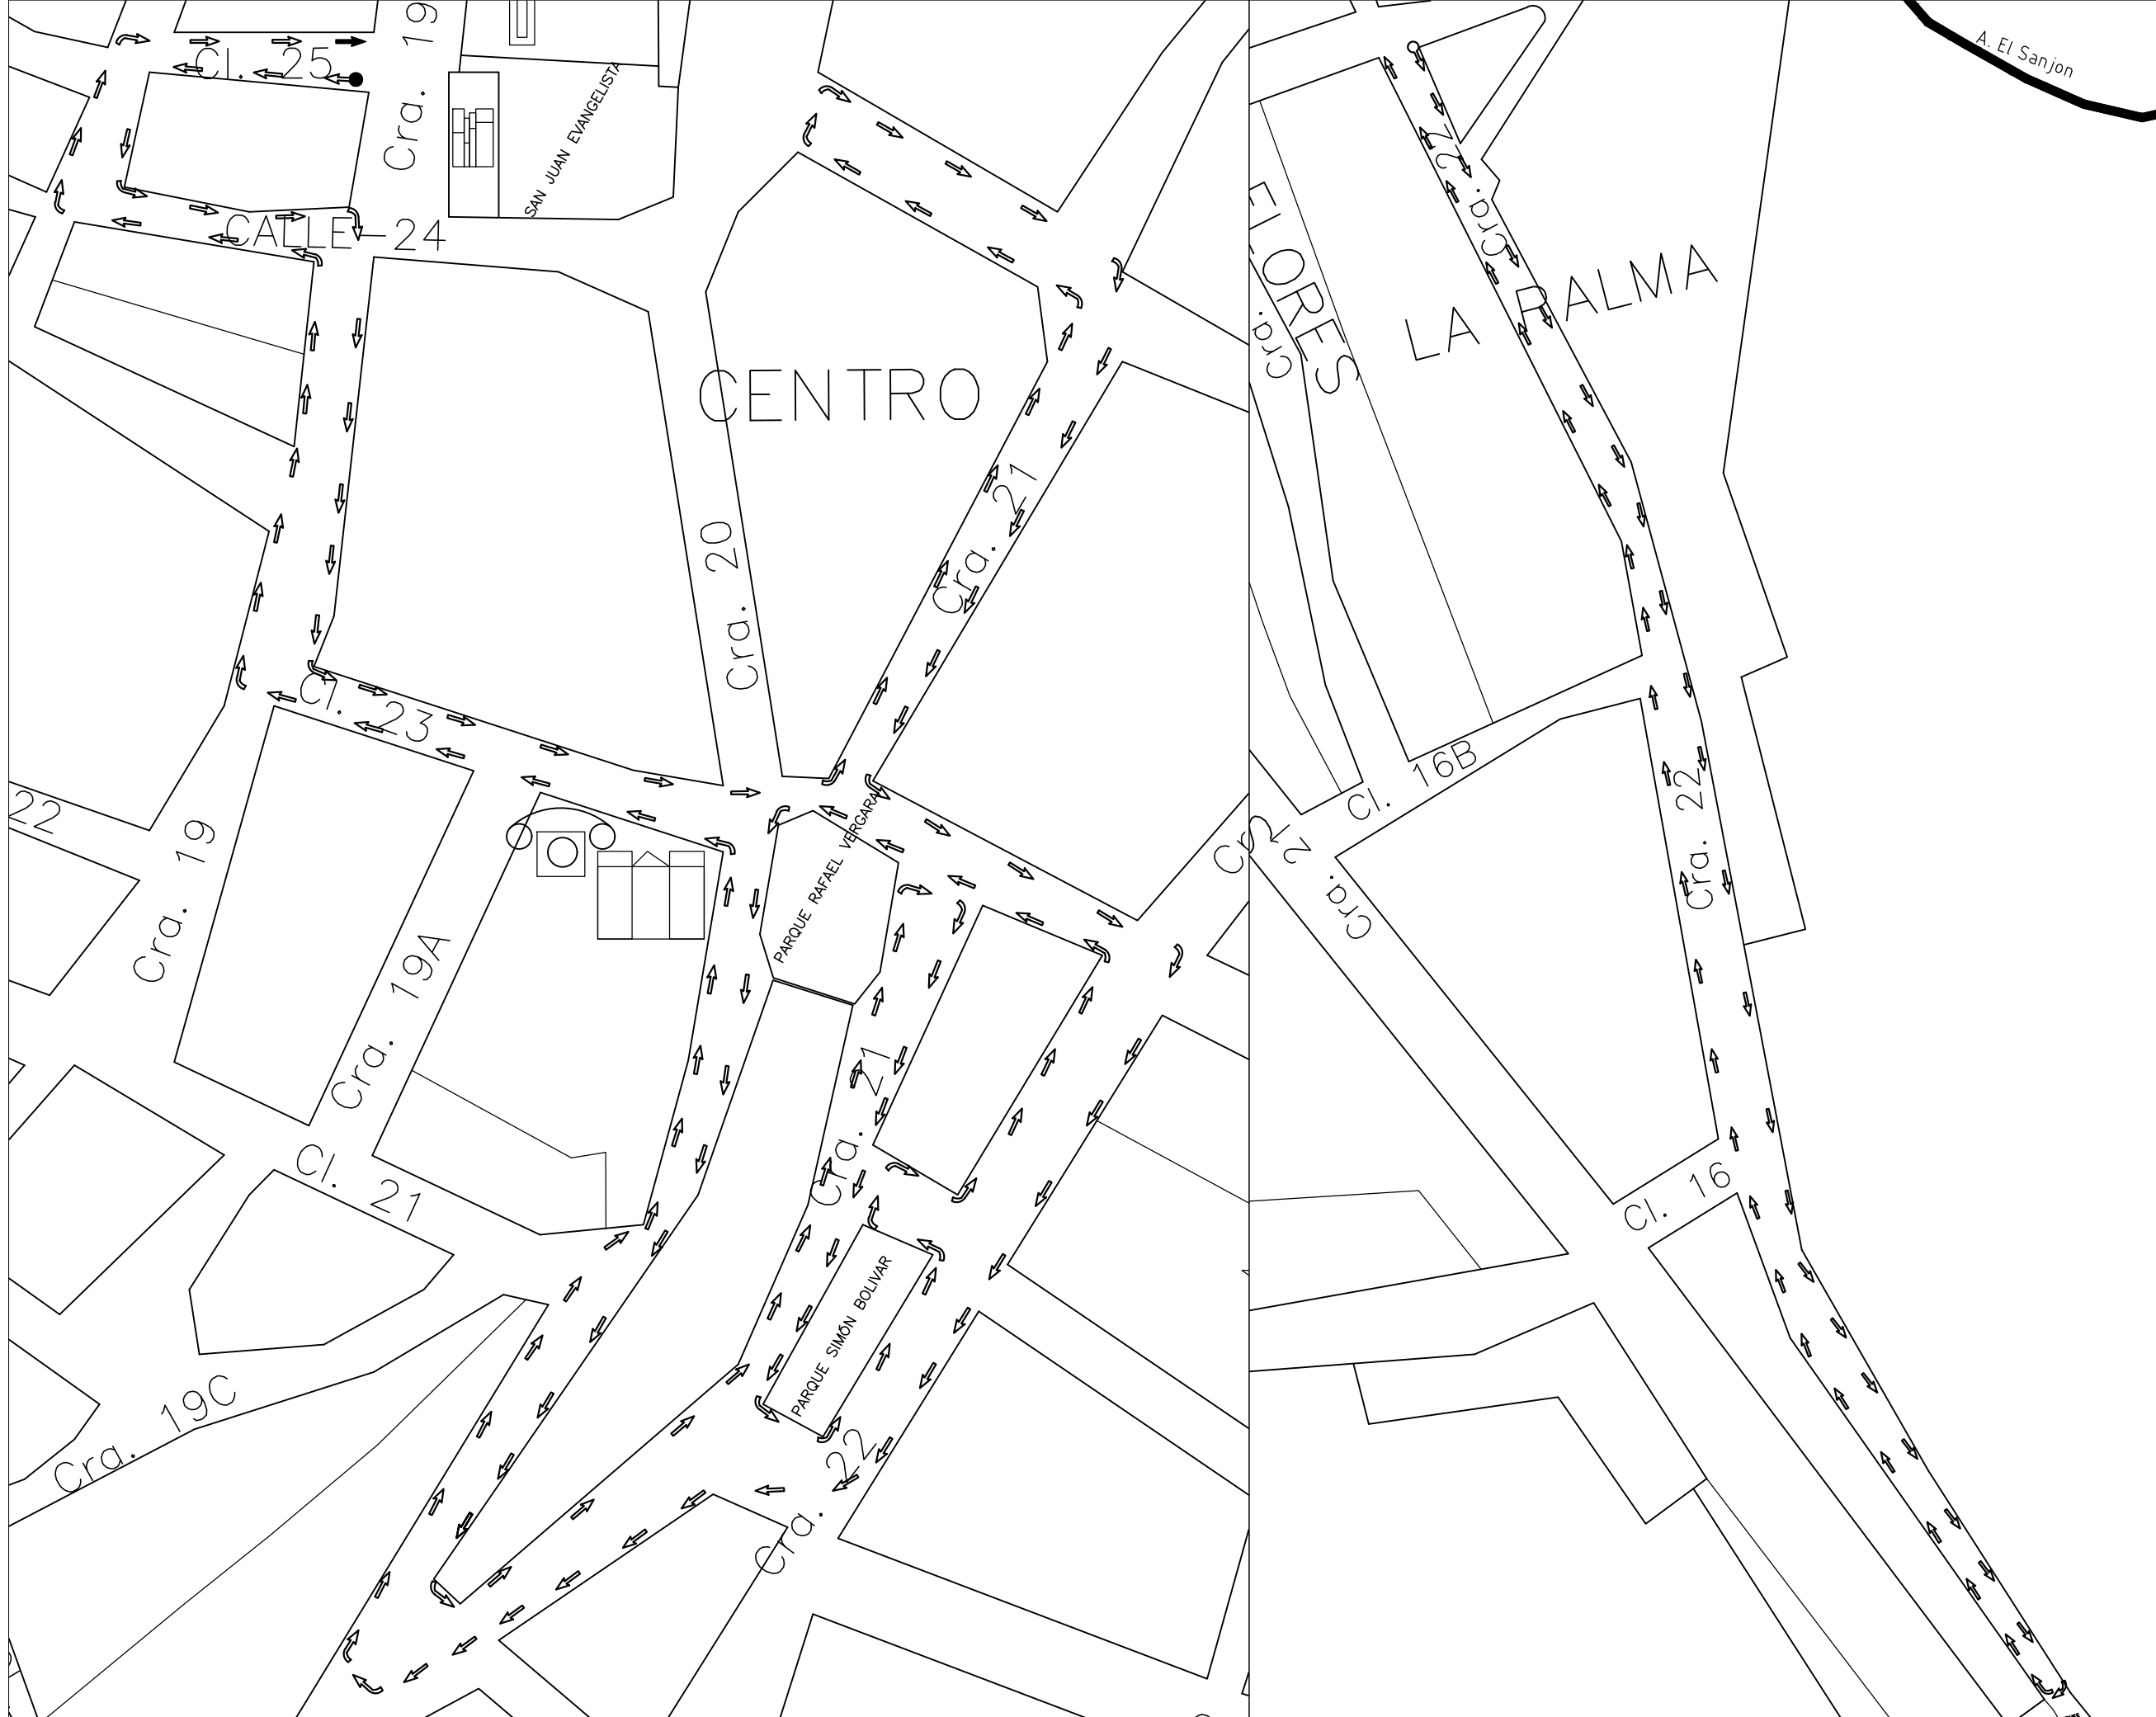 Cra. 19
Cl. 25
SAN JUAN EVANGELISTA
CALLE 24
CENTRO
Cra. 21
Cra. 20
Cl. 23
22
Cra. 19
PARQUE RAFAEL VERGARA
Cra. 19A
Cra. 21
Cl. 21
PARQUE SIMÓN BOLIVAR
Cra. 19C
Cra. 22
A. El Sanjon
Cra. 22
FLORES
LA PALMA
Cra.
Cl. 16B
Cra. 22
Cra. 2
Cl. 16